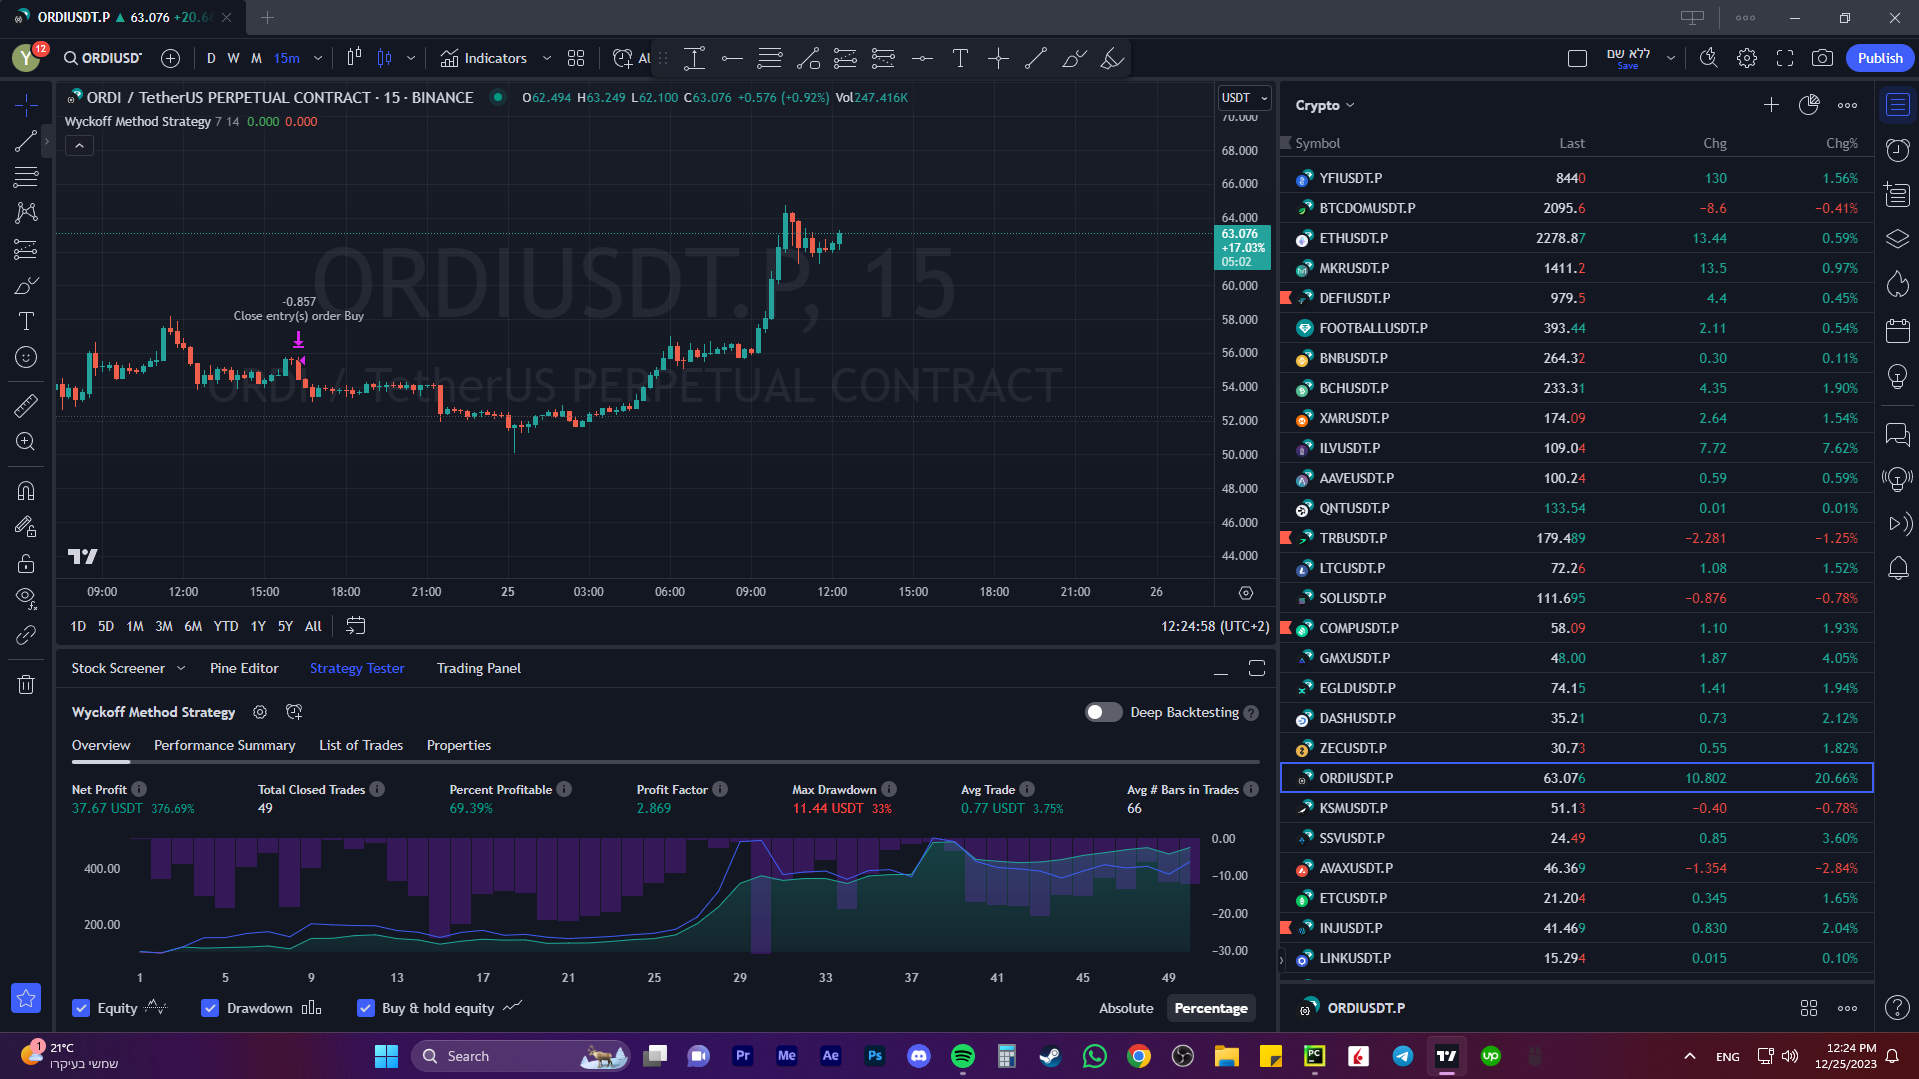 ORDIUSDT.P ▲ 63.076 +20.66
Y 12 ORDIUSD D W M 15m Indicators Al ללא שם Save Publish
ORDI / TetherUS PERPETUAL CONTRACT · 15 · BINANCE O62.494 H63.249 L62.100 C63.076 +0.576 (+0.92%) Vol247.416K
Wyckoff Method Strategy 7 14 0.000 0.000
USDT
70.000
68.000
66.000
64.000
63.076
+17.03%
05:02
60.000
58.000
56.000
54.000
52.000
50.000
48.000
46.000
44.000
ORDIUSDT.P, 15
ORDI / TetherUS PERPETUAL CONTRACT
-0.857
Close entry(s) order Buy
09:00 12:00 15:00 18:00 21:00 25 03:00 06:00 09:00 12:00 15:00 18:00 21:00 26
1D 5D 1M 3M 6M YTD 1Y 5Y All 12:24:58 (UTC+2)
Stock Screener Pine Editor Strategy Tester Trading Panel
Wyckoff Method Strategy Deep Backtesting
Overview Performance Summary List of Trades Properties
Net Profit Total Closed Trades Percent Profitable Profit Factor Max Drawdown Avg Trade Avg # Bars in Trades
37.67 USDT 376.69% 49 69.39% 2.869 11.44 USDT 33% 0.77 USDT 3.75% 66
400.00
200.00
0.00
−10.00
−20.00
−30.00
1 5 9 13 17 21 25 29 33 37 41 45 49
Equity Drawdown Buy & hold equity Absolute Percentage
Crypto
Symbol Last Chg Chg%
YFIUSDT.P 8440 130 1.56%
BTCDOMUSDT.P 2095.6 −8.6 −0.41%
ETHUSDT.P 2278.87 13.44 0.59%
MKRUSDT.P 1411.2 13.5 0.97%
DEFIUSDT.P 979.5 4.4 0.45%
FOOTBALLUSDT.P 393.44 2.11 0.54%
BNBUSDT.P 264.32 0.30 0.11%
BCHUSDT.P 233.31 4.35 1.90%
XMRUSDT.P 174.09 2.64 1.54%
ILVUSDT.P 109.04 7.72 7.62%
AAVEUSDT.P 100.24 0.59 0.59%
QNTUSDT.P 133.54 0.01 0.01%
TRBUSDT.P 179.489 −2.281 −1.25%
LTCUSDT.P 72.26 1.08 1.52%
SOLUSDT.P 111.695 −0.876 −0.78%
COMPUSDT.P 58.09 1.10 1.93%
GMXUSDT.P 48.00 1.87 4.05%
EGLDUSDT.P 74.15 1.41 1.94%
DASHUSDT.P 35.21 0.73 2.12%
ZECUSDT.P 30.73 0.55 1.82%
ORDIUSDT.P 63.076 10.802 20.66%
KSMUSDT.P 51.13 −0.40 −0.78%
SSVUSDT.P 24.49 0.85 3.60%
AVAXUSDT.P 46.369 −1.354 −2.84%
ETCUSDT.P 21.204 0.345 1.65%
INJUSDT.P 41.469 0.830 2.04%
LINKUSDT.P 15.294 0.015 0.10%
ORDIUSDT.P
1 21°C
שמשי בעיקרו
Search Pr Me Ae Ps PC up ENG
12:24 PM
12/25/2023